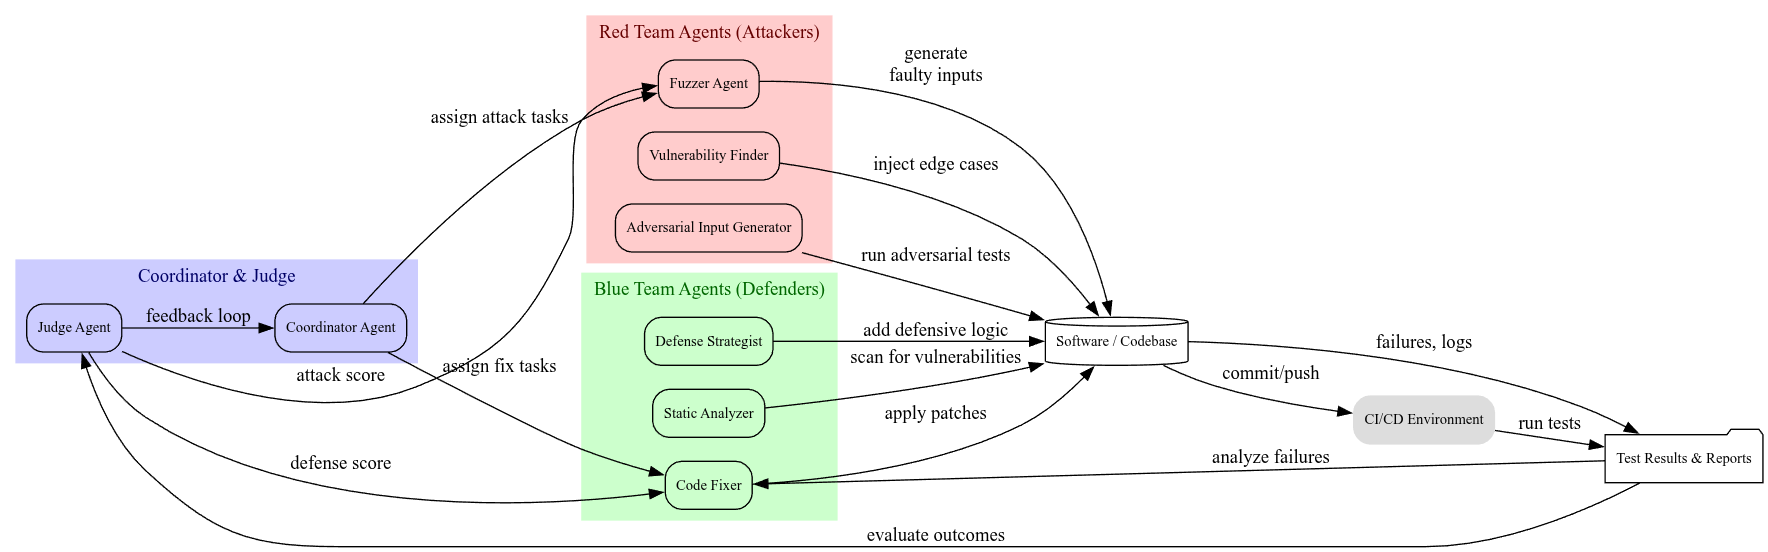 Red Team Agents (Attackers)
generate
faulty inputs
Fuzzer Agent
assign attack tasks
Vulnerability Finder
inject edge cases
Adversarial Input Generator
run adversarial tests
Coordinator & Judge
Blue Team Agents (Defenders)
Judge Agent
feedback loop
Coordinator Agent
Defense Strategist
add defensive logic
Software / Codebase
failures, logs
scan for vulnerabilities
assign fix tasks
attack score
commit/push
Static Analyzer
apply patches
CI/CD Environment
run tests
defense score
analyze failures
Test Results & Reports
Code Fixer
evaluate outcomes